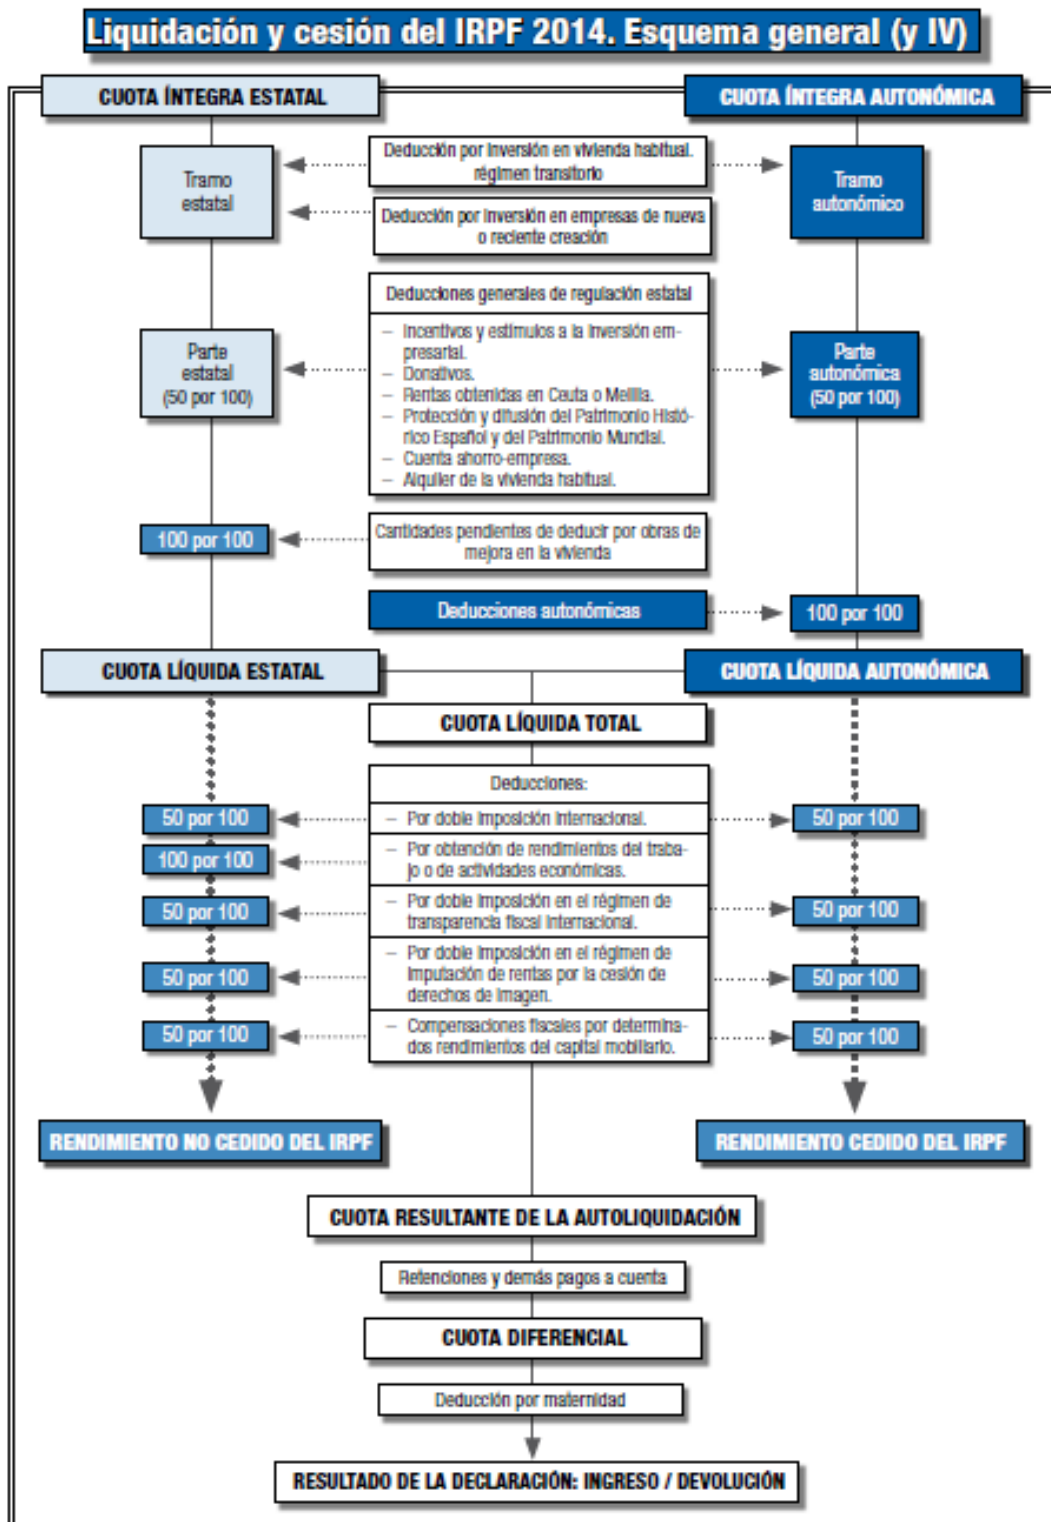 Liquidación y cesión del IRPF 2014. Esquema general (y IV)
CUOTA ÍNTEGRA ESTATAL
CUOTA ÍNTEGRA AUTONÓMICA
Deducción por inversión en vivienda habitual.
régimen transitorio
Tramo
estatal
Tramo
autonómico
Deducción por inversión en empresas de nueva
o reciente creación
Deducciones generales de regulación estatal
– Incentivos y estímulos a la inversión em-
presarial.
– Donativos.
– Rentas obtenidas en Ceuta o Melilla.
– Protección y difusión del Patrimonio Histó-
rico Español y del Patrimonio Mundial.
– Cuenta ahorro-empresa.
– Alquiler de la vivienda habitual.
Parte
estatal
(50 por 100)
Parte
autonómica
(50 por 100)
100 por 100
Cantidades pendientes de deducir por obras de
mejora en la vivienda
Deducciones autonómicas
100 por 100
CUOTA LÍQUIDA ESTATAL
CUOTA LÍQUIDA AUTONÓMICA
CUOTA LÍQUIDA TOTAL
Deducciones:
50 por 100
– Por doble imposición internacional.
50 por 100
100 por 100
– Por obtención de rendimientos del traba-
jo o de actividades económicas.
50 por 100
– Por doble imposición en el régimen de
transparencia fiscal internacional.
50 por 100
50 por 100
– Por doble imposición en el régimen de
imputación de rentas por la cesión de
derechos de imagen.
50 por 100
50 por 100
– Compensaciones fiscales por determina-
dos rendimientos del capital mobiliario.
50 por 100
RENDIMIENTO NO CEDIDO DEL IRPF
RENDIMIENTO CEDIDO DEL IRPF
CUOTA RESULTANTE DE LA AUTOLIQUIDACIÓN
Retenciones y demás pagos a cuenta
CUOTA DIFERENCIAL
Deducción por maternidad
RESULTADO DE LA DECLARACIÓN: INGRESO / DEVOLUCIÓN